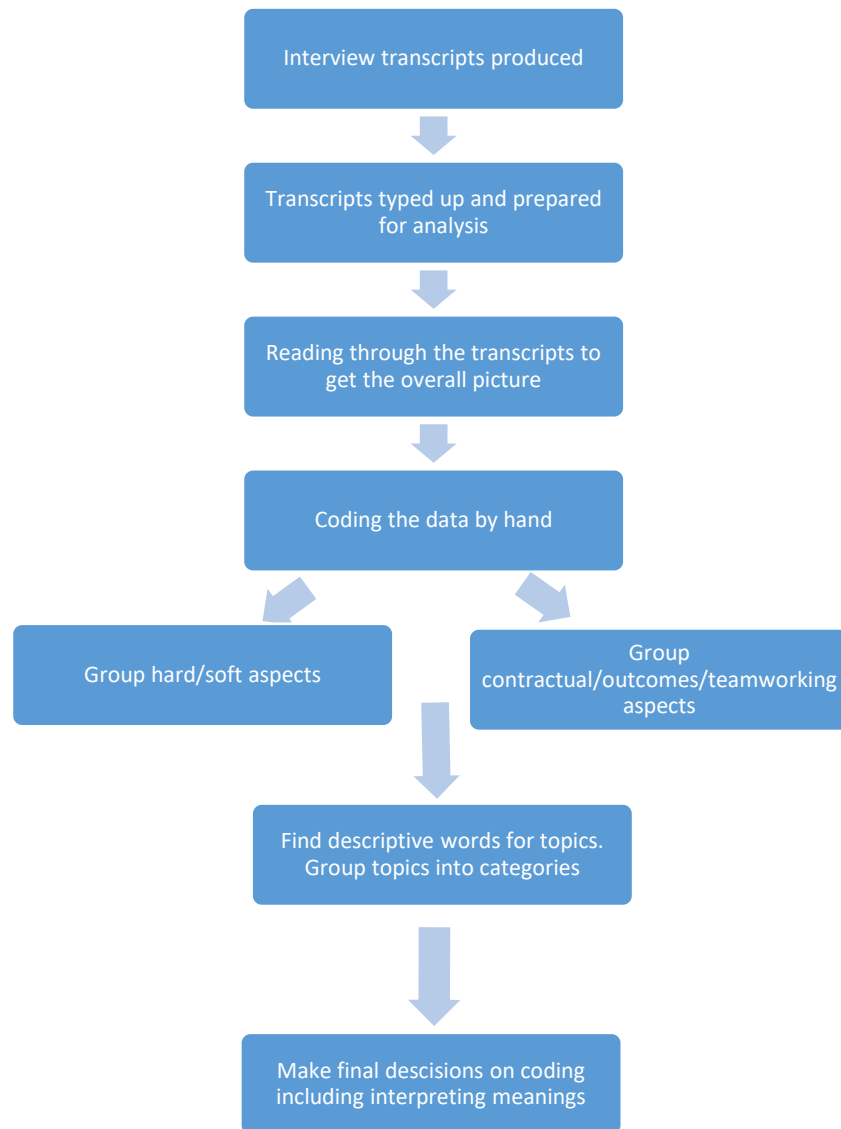 Interview transcripts produced
Transcripts typed up and prepared
for analysis
Reading through the transcripts to
get the overall picture
Coding the data by hand
Group hard/soft aspects
Group
contractual/outcomes/teamworking
aspects
Find descriptive words for topics.
Group topics into categories
Make final descisions on coding
including interpreting meanings